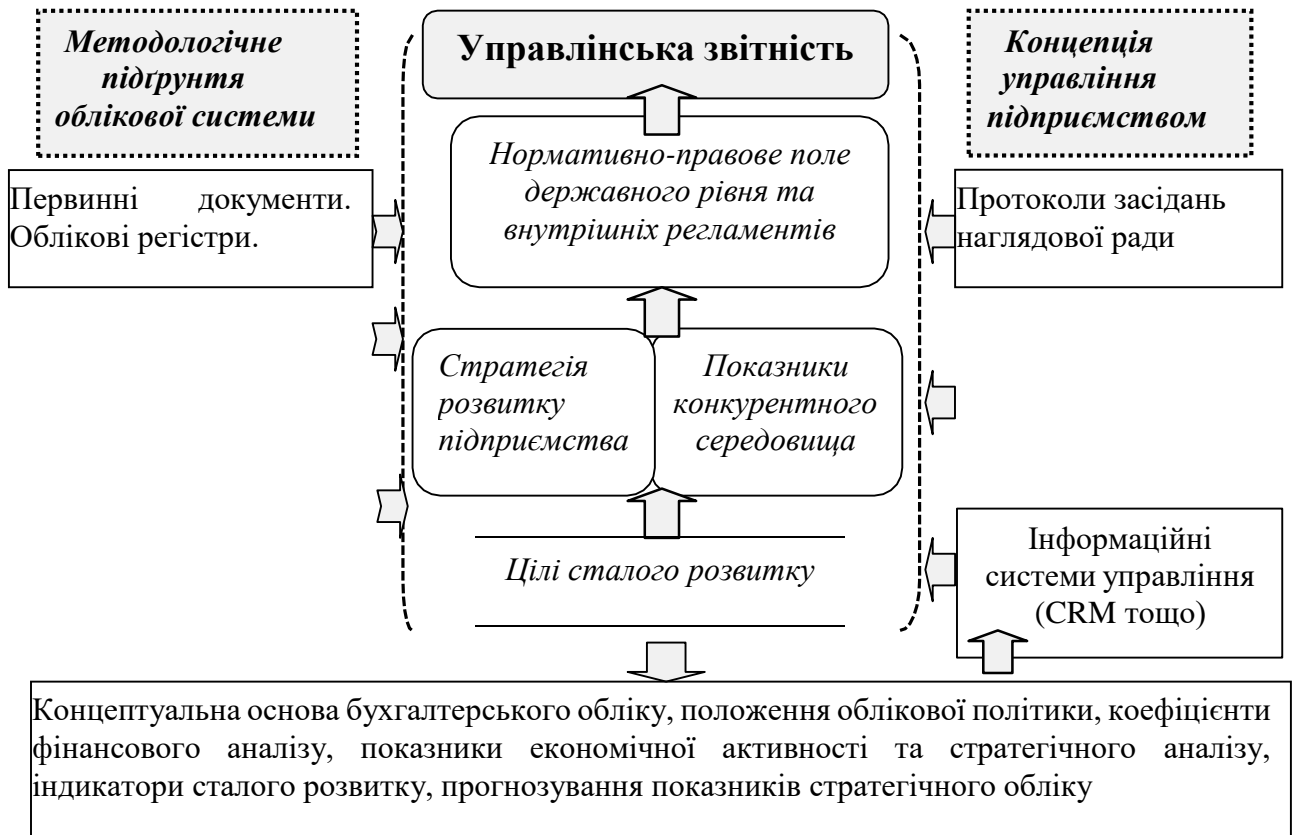 Методологічне
підґрунтя
облікової системи
Управлінська звітність
Концепція
управління
підприємством
Нормативно-правове поле
державного рівня та
внутрішніх регламентів
Первинні документи.
Облікові регістри.
Протоколи засідань
наглядової ради
Стратегія
розвитку
підприємства
Показники
конкурентного
середовища
Цілі сталого розвитку
Інформаційні
системи управління
(CRM тощо)
Концептуальна основа бухгалтерського обліку, положення облікової політики, коефіцієнти
фінансового аналізу, показники економічної активності та стратегічного аналізу,
індикатори сталого розвитку, прогнозування показників стратегічного обліку